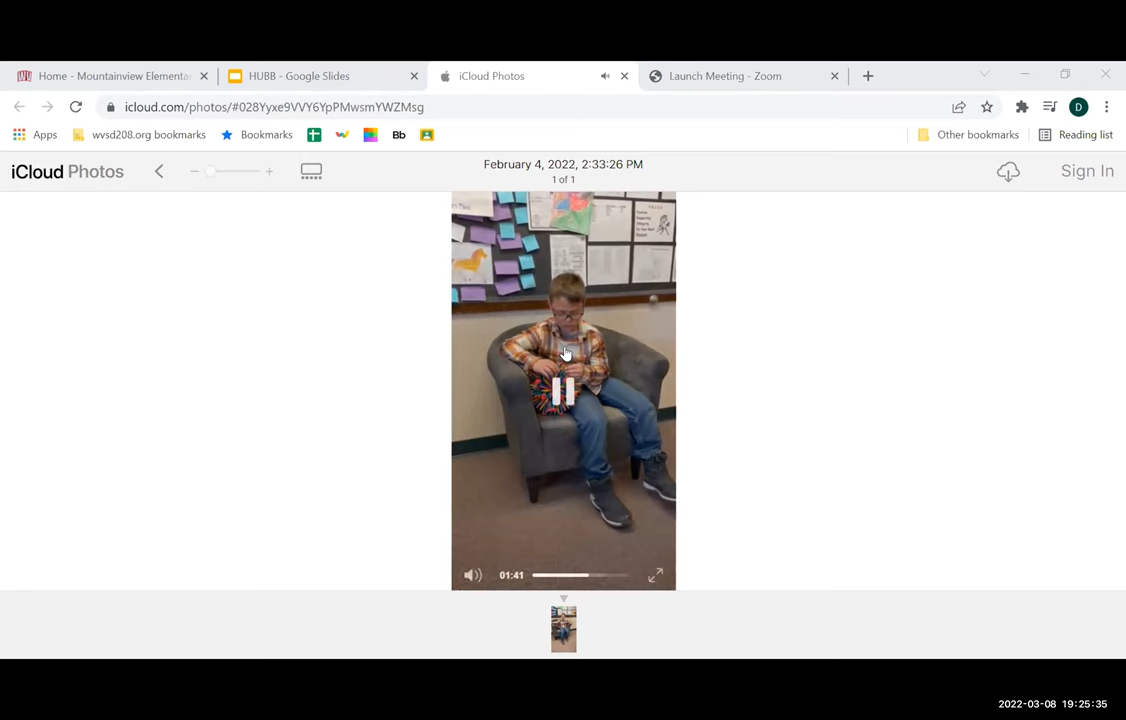 Home - Mountainview Elementa
HUBB - Google Slides
iCloud Photos
Launch Meeting - Zoom
icloud.com/photos/#028Yyxe9VVY6YpPMwsmYWZMsg
D
Apps
wvsd208.org bookmarks
Bookmarks
Bb
Other bookmarks
Reading list
iCloud Photos
February 4, 2022, 2:33:26 PM
1 of 1
Sign In
01:41
2022-03-08 19:25:35